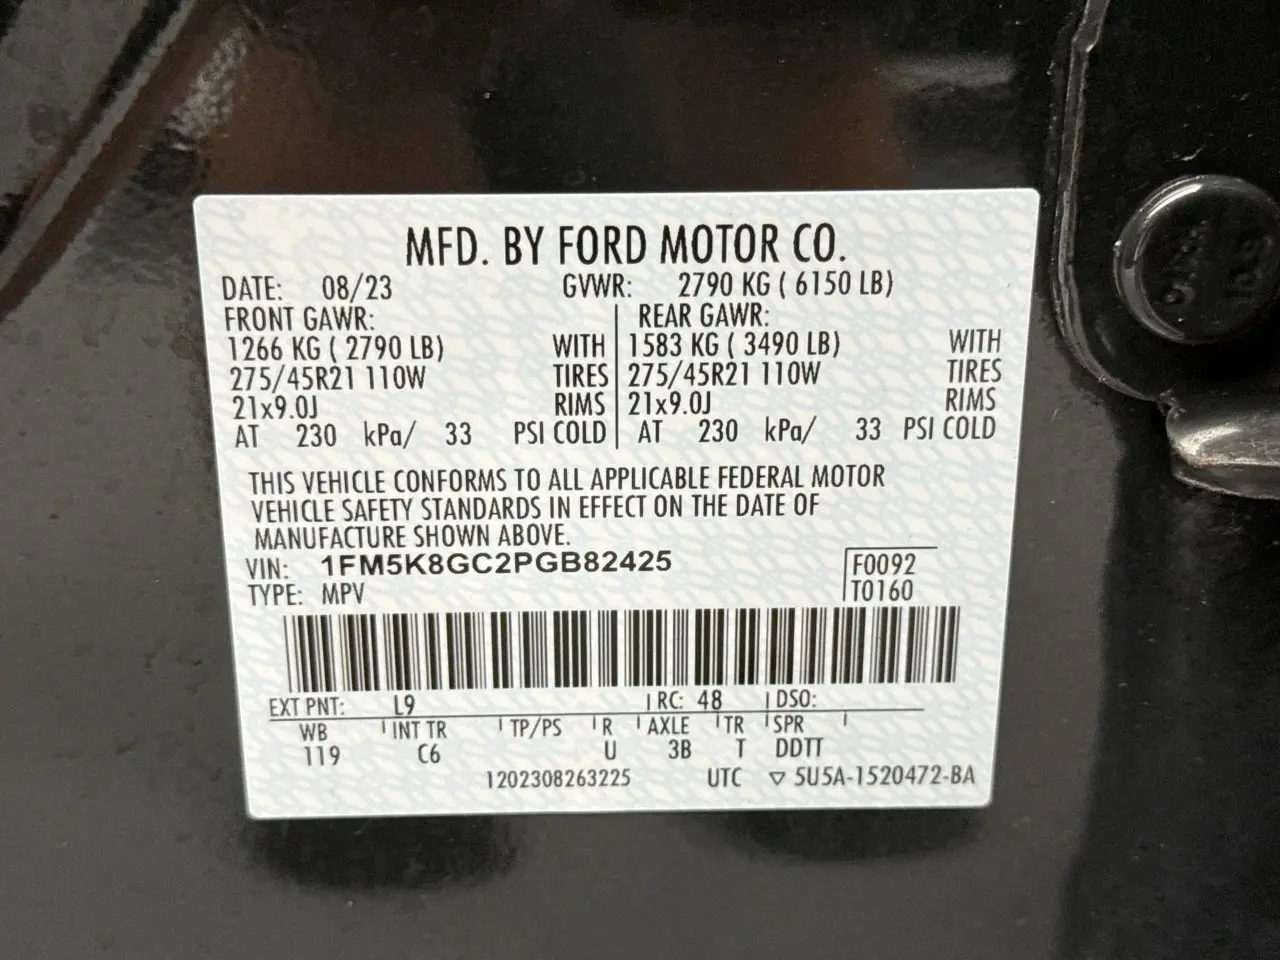 MFD. BY FORD MOTOR CO.
DATE: 08/23 GVWR: 2790 KG ( 6150 LB)
FRONT GAWR: REAR GAWR:
1266 KG ( 2790 LB) WITH 1583 KG ( 3490 LB) WITH
275/45R21 110W TIRES 275/45R21 110W TIRES
21x9.0J RIMS 21x9.0J RIMS
AT 230 kPa/ 33 PSI COLD AT 230 kPa/ 33 PSI COLD
THIS VEHICLE CONFORMS TO ALL APPLICABLE FEDERAL MOTOR
VEHICLE SAFETY STANDARDS IN EFFECT ON THE DATE OF
MANUFACTURE SHOWN ABOVE.
VIN: 1FM5K8GC2PGB82425 F0092
TYPE: MPV T0160
EXT PNT: L9 RC: 48 DSO:
WB INT TR TP/PS R AXLE TR SPR
119 C6 U 3B T DDTT
1202308263225 UTC ▽ 5U5A-1520472-BA